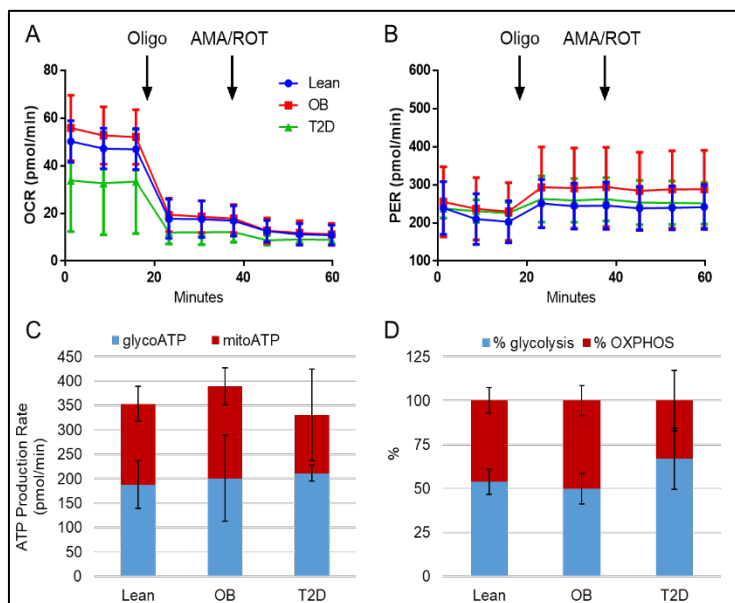 A
Oligo
AMA/ROT
Lean
OB
T2D
OCR (pmol/min)
80
60
40
20
0
0
20
40
60
Minutes
B
Oligo
AMA/ROT
PER (pmol/min)
600
500
400
300
200
100
0
20
40
60
Minutes
C
glycoATP
mitoATP
ATP Production Rate
(pmol/min)
450
400
350
300
250
200
150
100
50
0
Lean
OB
T2D
D
% glycolysis
% OXPHOS
%
125
100
75
50
25
0
Lean
OB
T2D